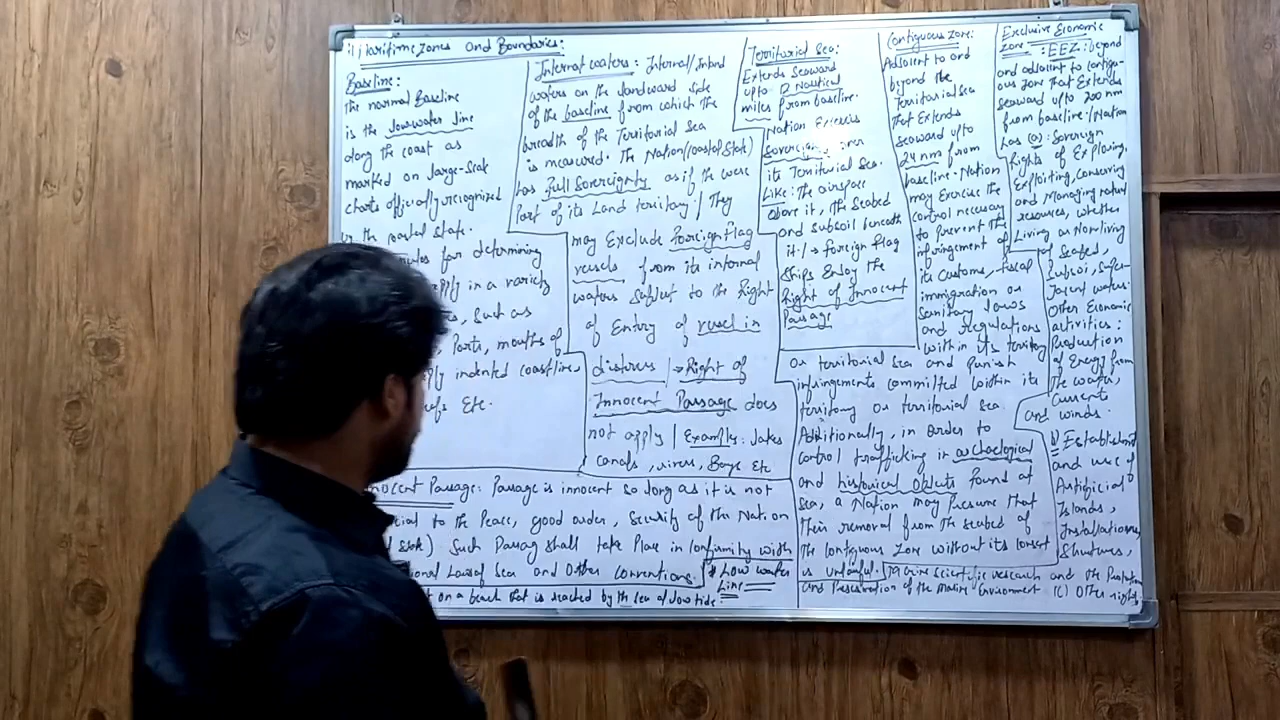 Maritime Zones and Boundaries:
Baseline:
The normal Baseline
is the low water line
along the coast as
marked on large-scale
charts officially recognized
by the coastal state.
rules for determining
apply in a variety
such as
Ports, mouths of
indented coastline,
Etc.
Internal waters: Internal/Inland
waters on the landward side
of the baseline from which the
breadth of the Territorial Sea
is measured. The Nation (coastal State)
has Full Sovereignty as if the were
Part of its Land territory / They
may Exclude Foreign Flag
vessels from its internal
waters subject to the Right
of Entry of vessel in
distress / → Right of
Innocent Passage does
not apply / Examples: Lakes
canals, rivers, Bays Etc
Innocent Passage: Passage is innocent so long as it is not
to the Peace, good order, security of the Nation
State). Such Passag shall take Place in conformity with
Law of Sea and Other conventions. * Low water
Line:
on a beach that is reached by the sea at low tide.
Territorial Sea:
Extends Seaward
upto 12 Nautical
miles from baseline.
Nation Exercis
Sovereignty over
its Territorial Sea.
Like: The airspace
above it, The Seabed
and subsoil beneath
it / → Foreign flag
Ships Enjoy the
Right of Innocent
Passage
Contiguous zone:
Adjacent to and
beyond the
Territorial Sea
that Extends
seaward upto
24 nm from
baseline - Nation
may Exercise the
control necessary
to prevent the
infringement of
its customs, fiscal
immigration or
Sanitary laws
and Regulations
within its territory
Or territorial Sea and Punish
infringements committed within its
territory or territorial sea
Additionally, in order to
control trafficking in archaelogical
and historical objects found at
sea, a Nation may Presume that
their removal from the seabed of
the contiguous zone without its consent
is unlawful.
Exclusive Economic
Zone: EEZ: beyond
and adjacent to contigu-
ous zone that Extends
seaward upto 200 nm
from baseline: / Nation
has (a): Sovereign
Rights of Exploring,
Exploiting, Conserving
and Managing natural
resources, whether
Living or Non-living
of Seabed,
Subsoi, Super-
Jacent waters.
Other Economic
activities:
Production
of Energy from
The water,
currents
and winds.
b) Establishment
and use of
Artificial
Islands,
Installations,
Structures,
Marine scientific research and the Protection
and Preservation of the Marine Environment (c) Other rights